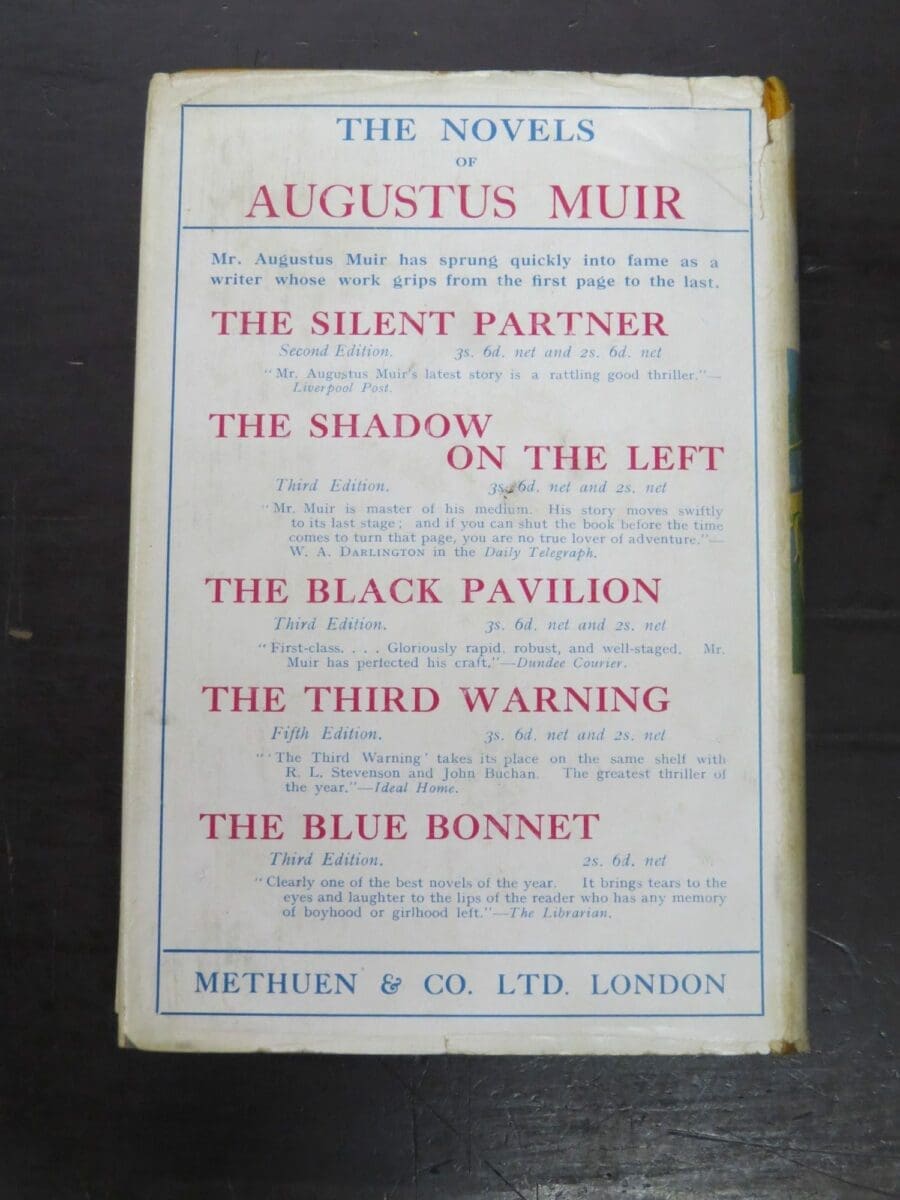 THE NOVELS
OF
AUGUSTUS MUIR
Mr. Augustus Muir has sprung quickly into fame as a
writer whose work grips from the first page to the last.
THE SILENT PARTNER
Second Edition. 3s. 6d. net and 2s. 6d. net
"Mr. Augustus Muir's latest story is a rattling good thriller."—
Liverpool Post.
THE SHADOW
ON THE LEFT
Third Edition. 3s. 6d. net and 2s. net
"Mr. Muir is master of his medium. His story moves swiftly
to its last stage; and if you can shut the book before the time
comes to turn that page, you are no true lover of adventure."—
W. A. DARLINGTON in the Daily Telegraph.
THE BLACK PAVILION
Third Edition. 3s. 6d. net and 2s. net
"First-class. . . . Gloriously rapid, robust, and well-staged. Mr.
Muir has perfected his craft."—Dundee Courier.
THE THIRD WARNING
Fifth Edition. 3s. 6d. net and 2s. net
"'The Third Warning' takes its place on the same shelf with
R. L. Stevenson and John Buchan. The greatest thriller of
the year."—Ideal Home.
THE BLUE BONNET
Third Edition. 2s. 6d. net
"Clearly one of the best novels of the year. It brings tears to the
eyes and laughter to the lips of the reader who has any memory
of boyhood or girlhood left."—The Librarian.
METHUEN & CO. LTD. LONDON